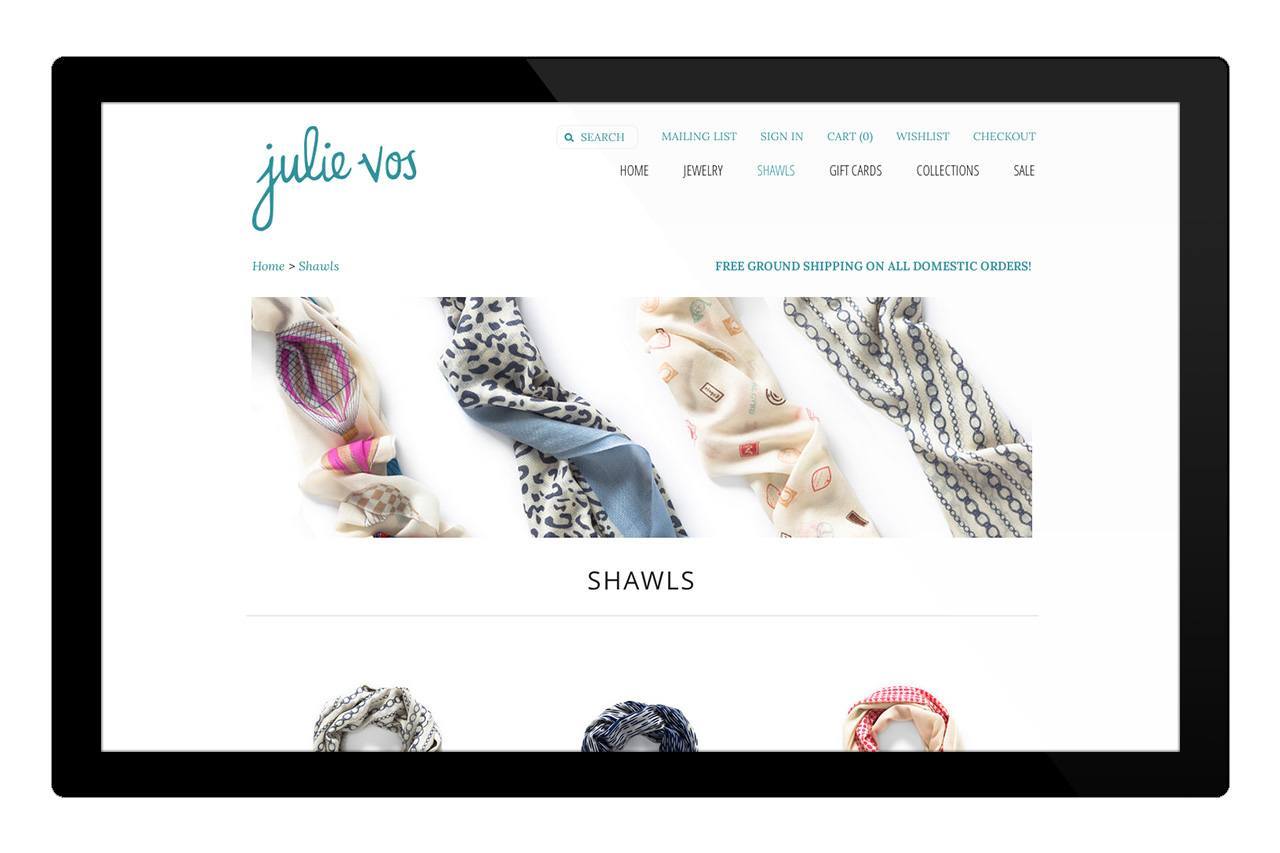 julie vos
SEARCH MAILING LIST SIGN IN CART (0) WISHLIST CHECKOUT
HOME JEWELRY SHAWLS GIFT CARDS COLLECTIONS SALE
Home > Shawls
FREE GROUND SHIPPING ON ALL DOMESTIC ORDERS!
SHAWLS